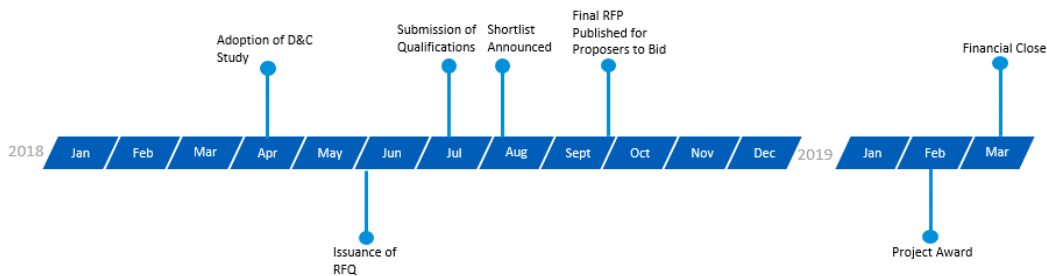 Adoption of D&C
Study
Submission of
Qualifications
Shortlist
Announced
Final RFP
Published for
Proposers to Bid
Financial Close
2018
Jan
Feb
Mar
Apr
May
Jun
Jul
Aug
Sept
Oct
Nov
Dec
2019
Jan
Feb
Mar
Issuance of
RFQ
Project Award